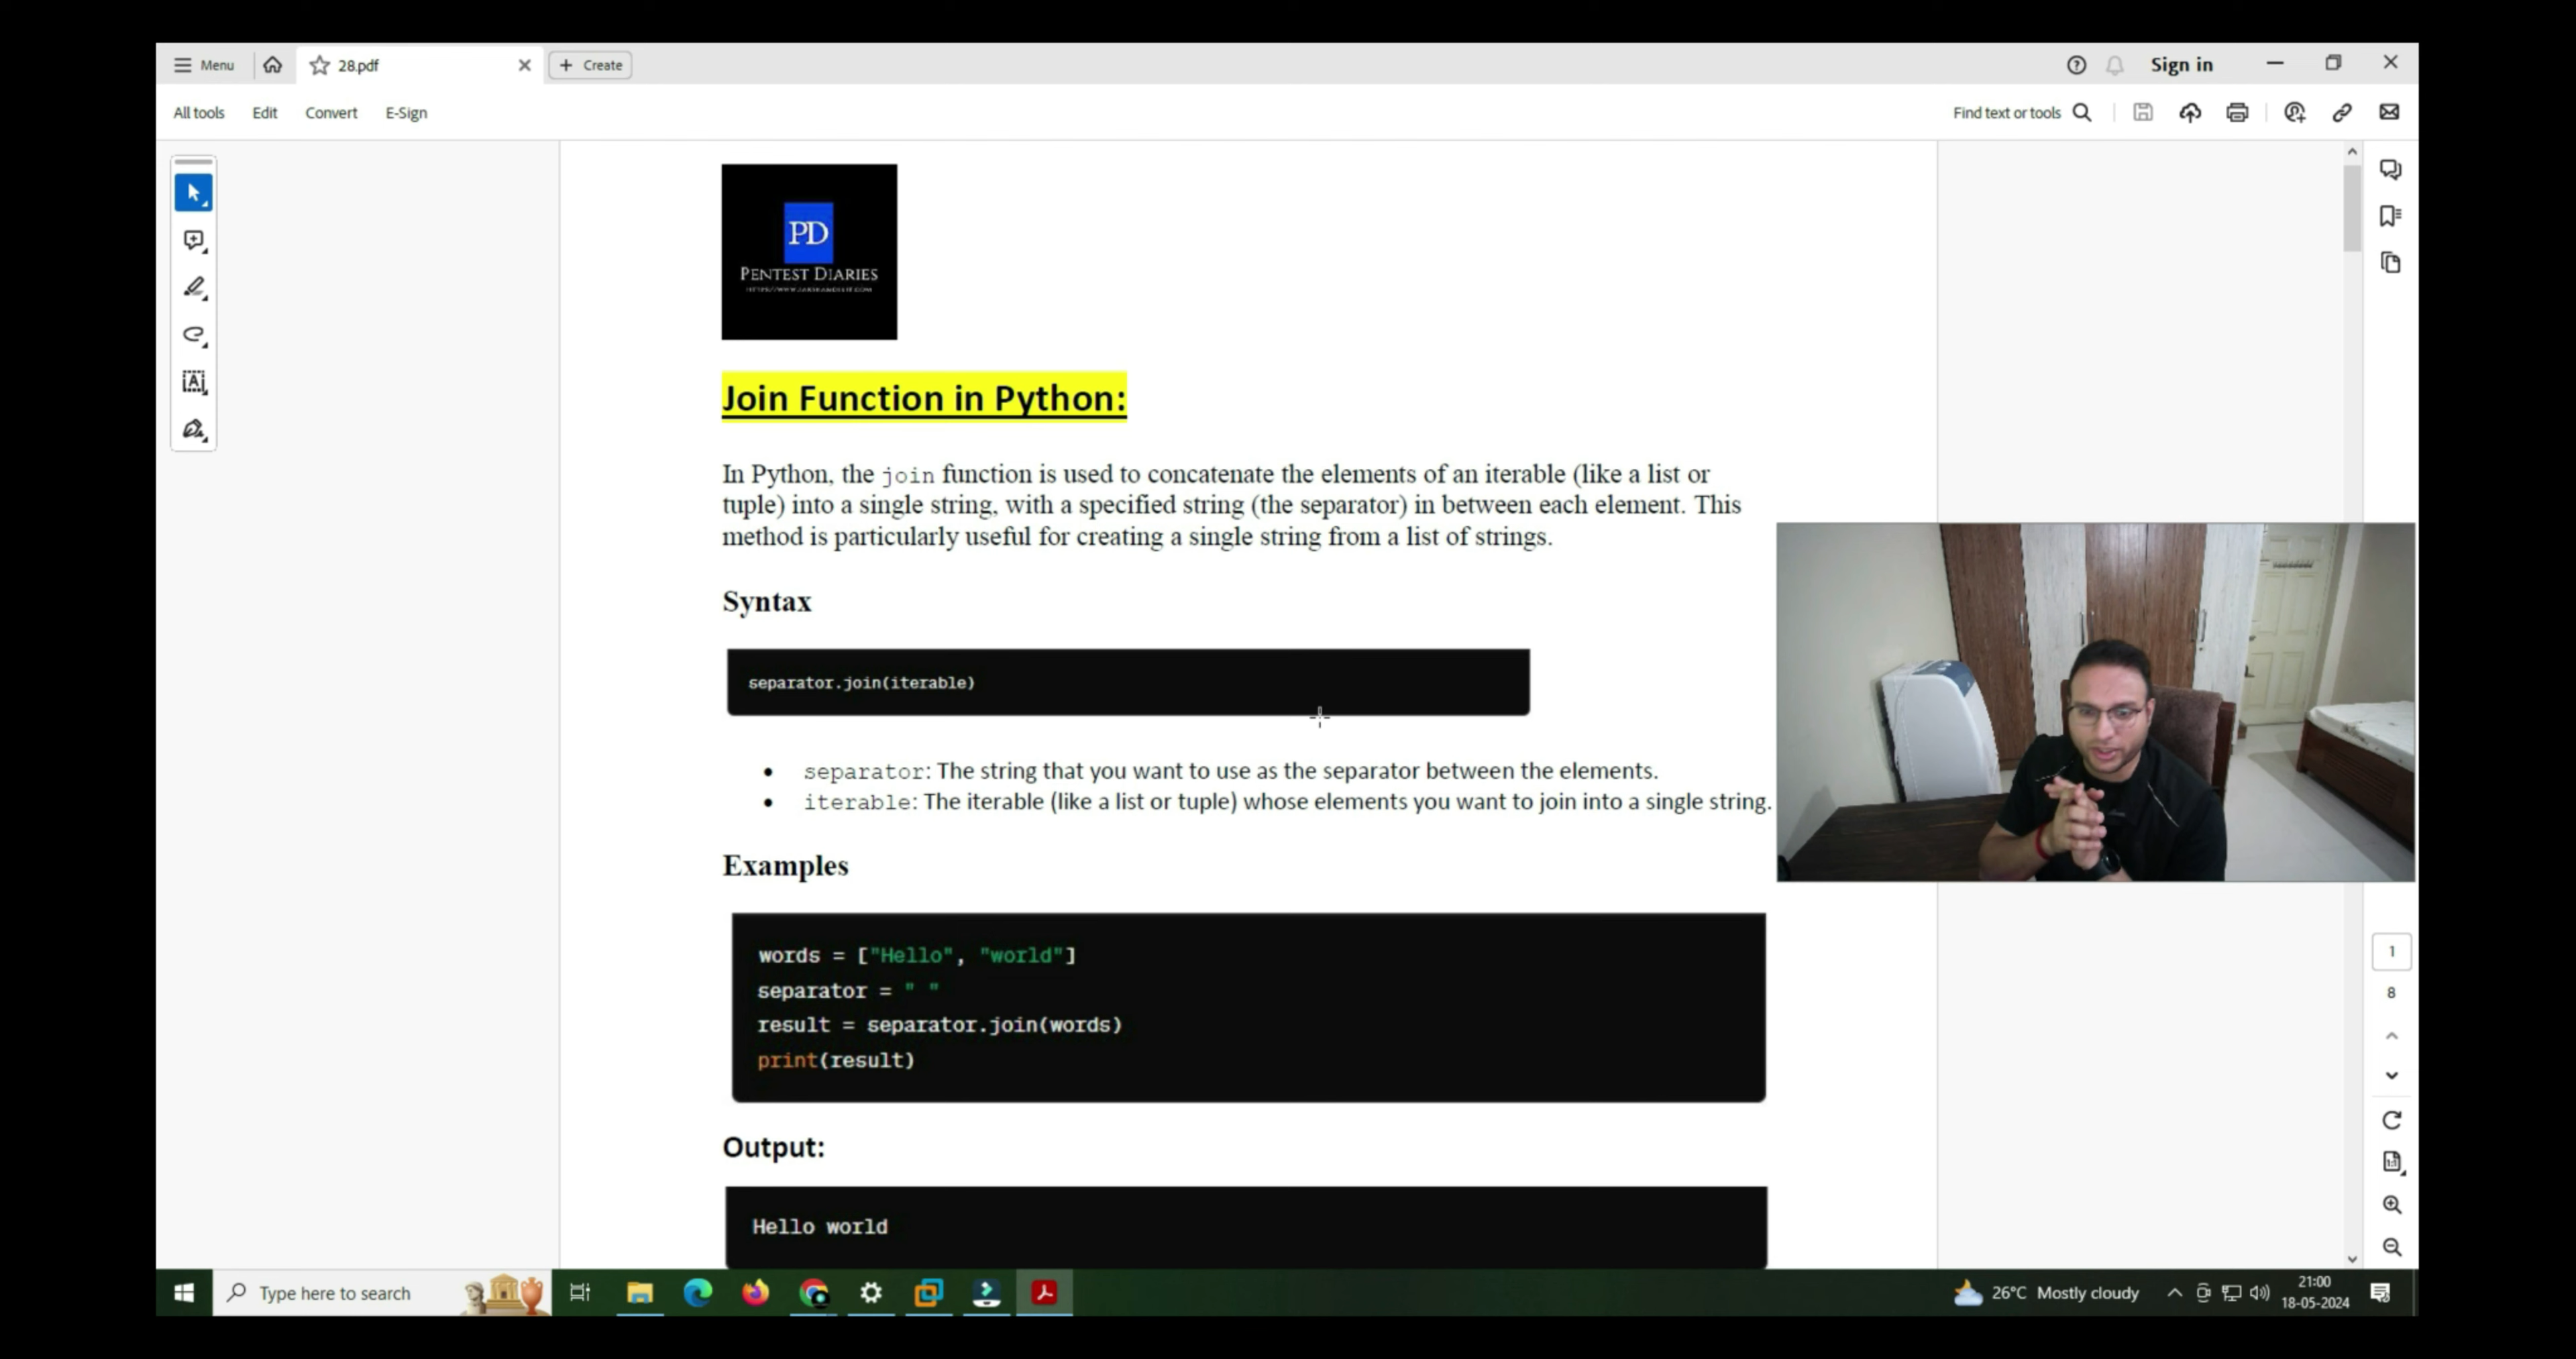 Menu
28.pdf
Create
Sign in
All tools
Edit
Convert
E-Sign
Find text or tools
PD
PENTEST DIARIES
Join Function in Python:
In Python, the join function is used to concatenate the elements of an iterable (like a list or
tuple) into a single string, with a specified string (the separator) in between each element. This
method is particularly useful for creating a single string from a list of strings.
Syntax
separator.join(iterable)
• separator: The string that you want to use as the separator between the elements.
• iterable: The iterable (like a list or tuple) whose elements you want to join into a single string.
Examples
words = ["Hello", "world"]
separator = " "
result = separator.join(words)
print(result)
Output:
Hello world
1
8
Type here to search
26°C Mostly cloudy
21:00
18-05-2024